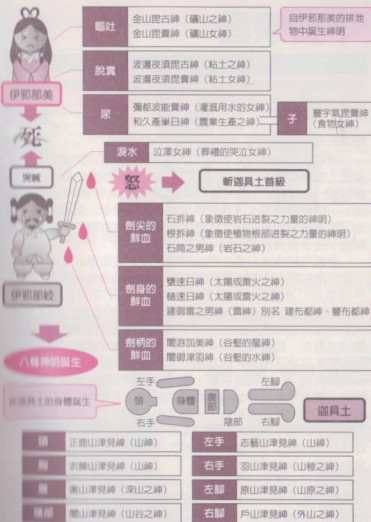 伊邪那美
嘔吐
金山毘古神（礦山之神）
金山毘賣神（礦山女神）
自伊邪那美的排泄
物中誕生神明
脫糞
波邇夜須毘古神（粘土之神）
波邇夜須毘賣神（粘土女神）
尿
彌都波能賣神（灌溉用水的女神）
和久產巢日神（農業生產之神）
子
豐宇氣毘賣神
（食物女神）
死
哭喊
淚水
泣澤女神（葬禮的哭泣女神）
怒
斬迦具土首級
伊邪那岐
劍尖的
鮮血
石拆神（象徵使岩石迸裂之力量的神明）
根拆神（象徵使植物根部迸裂之力量的神明）
石筒之男神（岩石之神）
劍身的
鮮血
甕速日神（太陽或雷火之神）
樋速日神（太陽或雷火之神）
建御雷之男神（雷神）別名 建布都神、豐布都神
劍柄的
鮮血
闇淤加美神（谷壑的龍神）
闇御津羽神（谷壑的水神）
八尊神明誕生
從迦具土的身體誕生
左手
左腳
頭
身體
腹部
右手
陰部
右腳
迦具土
頭
正鹿山津見神（山神）
左手
志藝山津見神（山神）
胸
淤縢山津見神（山神）
右手
羽山津見神（山稜之神）
腹
奧山津見神（深山之神）
左腳
原山津見神（山原之神）
陰部
闇山津見神（山谷之神）
右腳
戶山津見神（外山之神）